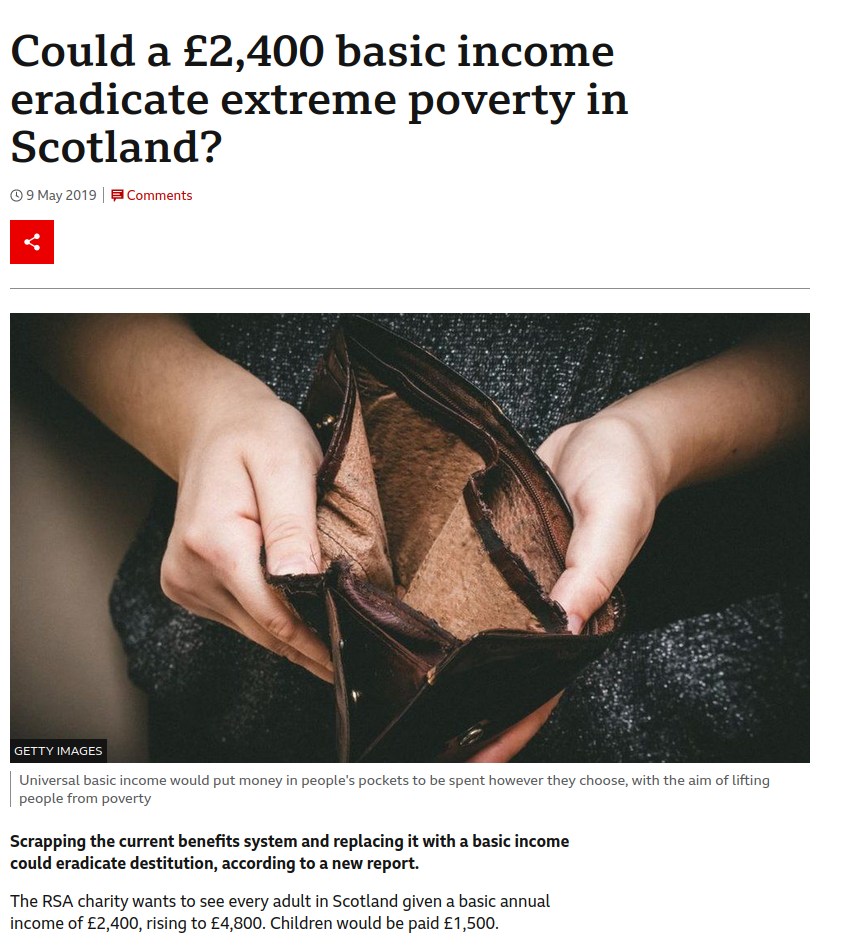 Could a £2,400 basic income
eradicate extreme poverty in
Scotland?
9 May 2019 Comments
GETTY IMAGES
Universal basic income would put money in people's pockets to be spent however they choose, with the aim of lifting
people from poverty
Scrapping the current benefits system and replacing it with a basic income
could eradicate destitution, according to a new report.
The RSA charity wants to see every adult in Scotland given a basic annual
income of £2,400, rising to £4,800. Children would be paid £1,500.